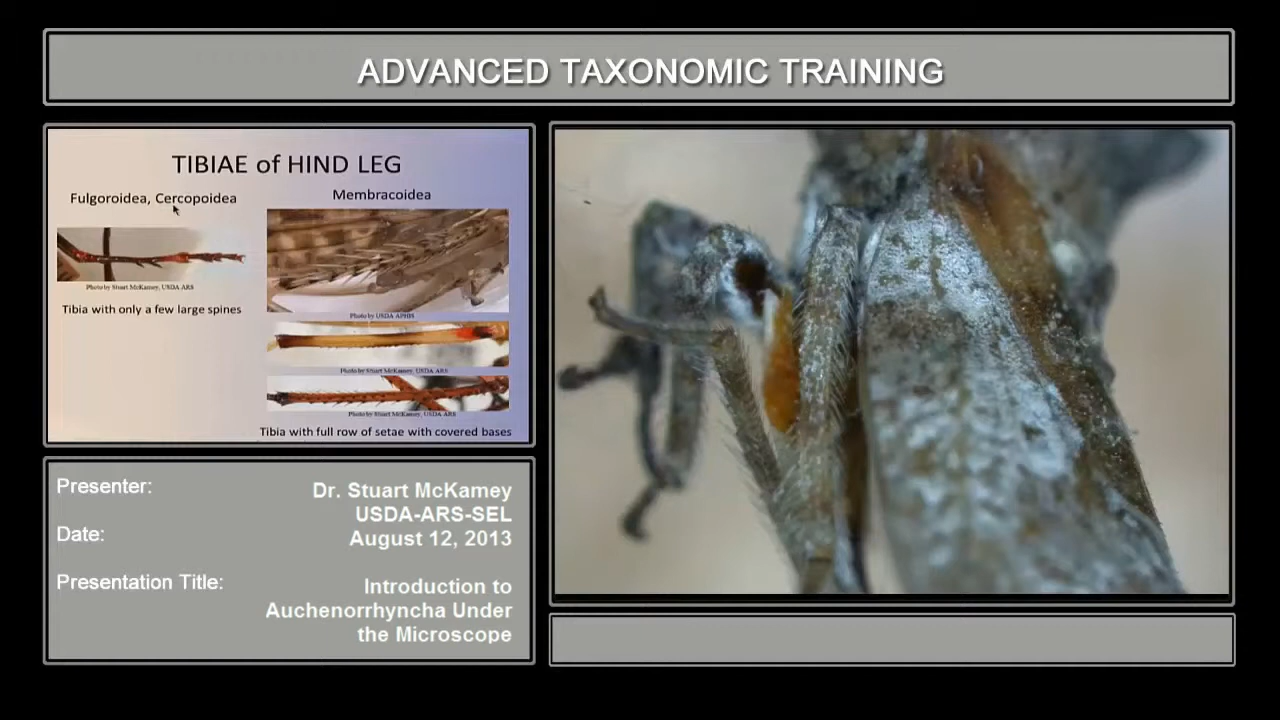 ADVANCED TAXONOMIC TRAINING
TIBIAE of HIND LEG
Fulgoroidea, Cercopoidea
Membracoidea
Photo by Stuart McKamey, USDA ARS
Tibia with only a few large spines
Photo by USDA APHIS
Photo by Stuart McKamey, USDA ARS
Photo by Stuart McKamey, USDA ARS
Tibia with full row of setae with covered bases
Presenter:
Dr. Stuart McKamey
USDA-ARS-SEL
Date:
August 12, 2013
Presentation Title:
Introduction to
Auchenorrhyncha Under
the Microscope